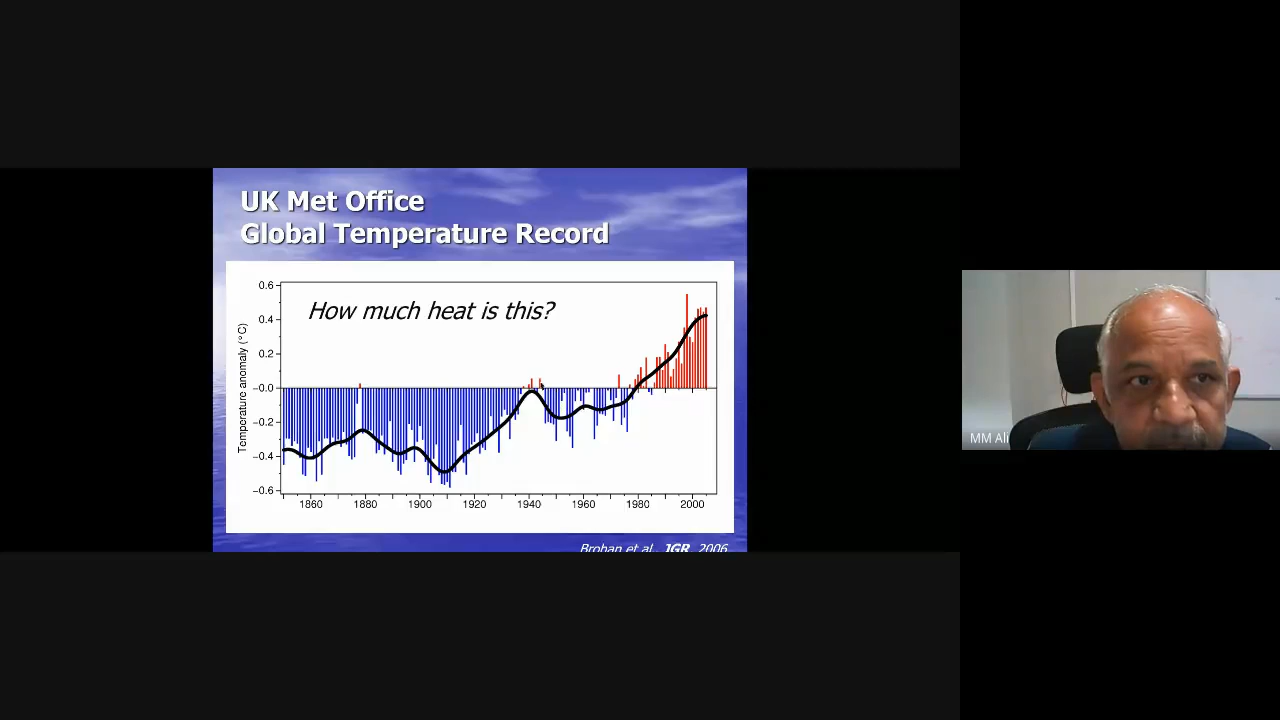 UK Met Office
Global Temperature Record
How much heat is this?
Temperature anomaly (°C)
0.6
0.4
0.2
-0.0
-0.2
-0.4
-0.6
1860 1880 1900 1920 1940 1960 1980 2000
Brohan et al., JGR, 2006
MM Ali